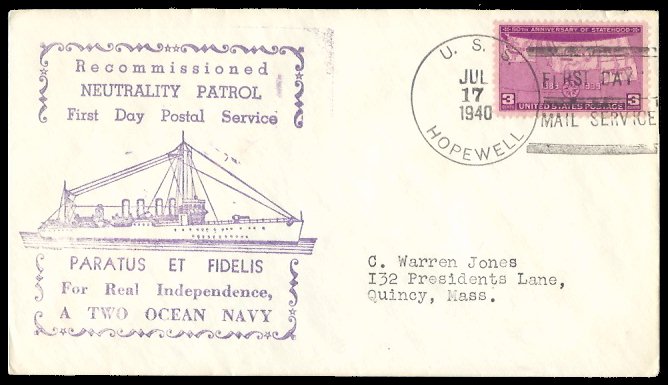 Recommissioned
NEUTRALITY PATROL
First Day Postal Service
PARATUS ET FIDELIS
For Real Independence,
A TWO OCEAN NAVY
U. S. S.
JUL
17
1940
HOPEWELL
50TH ANNIVERSARY OF STATEHOOD
3 UNITED STATES POSTAGE 3
FIRST DAY
MAIL SERVICE
C. Warren Jones
132 Presidents Lane,
Quincy, Mass.